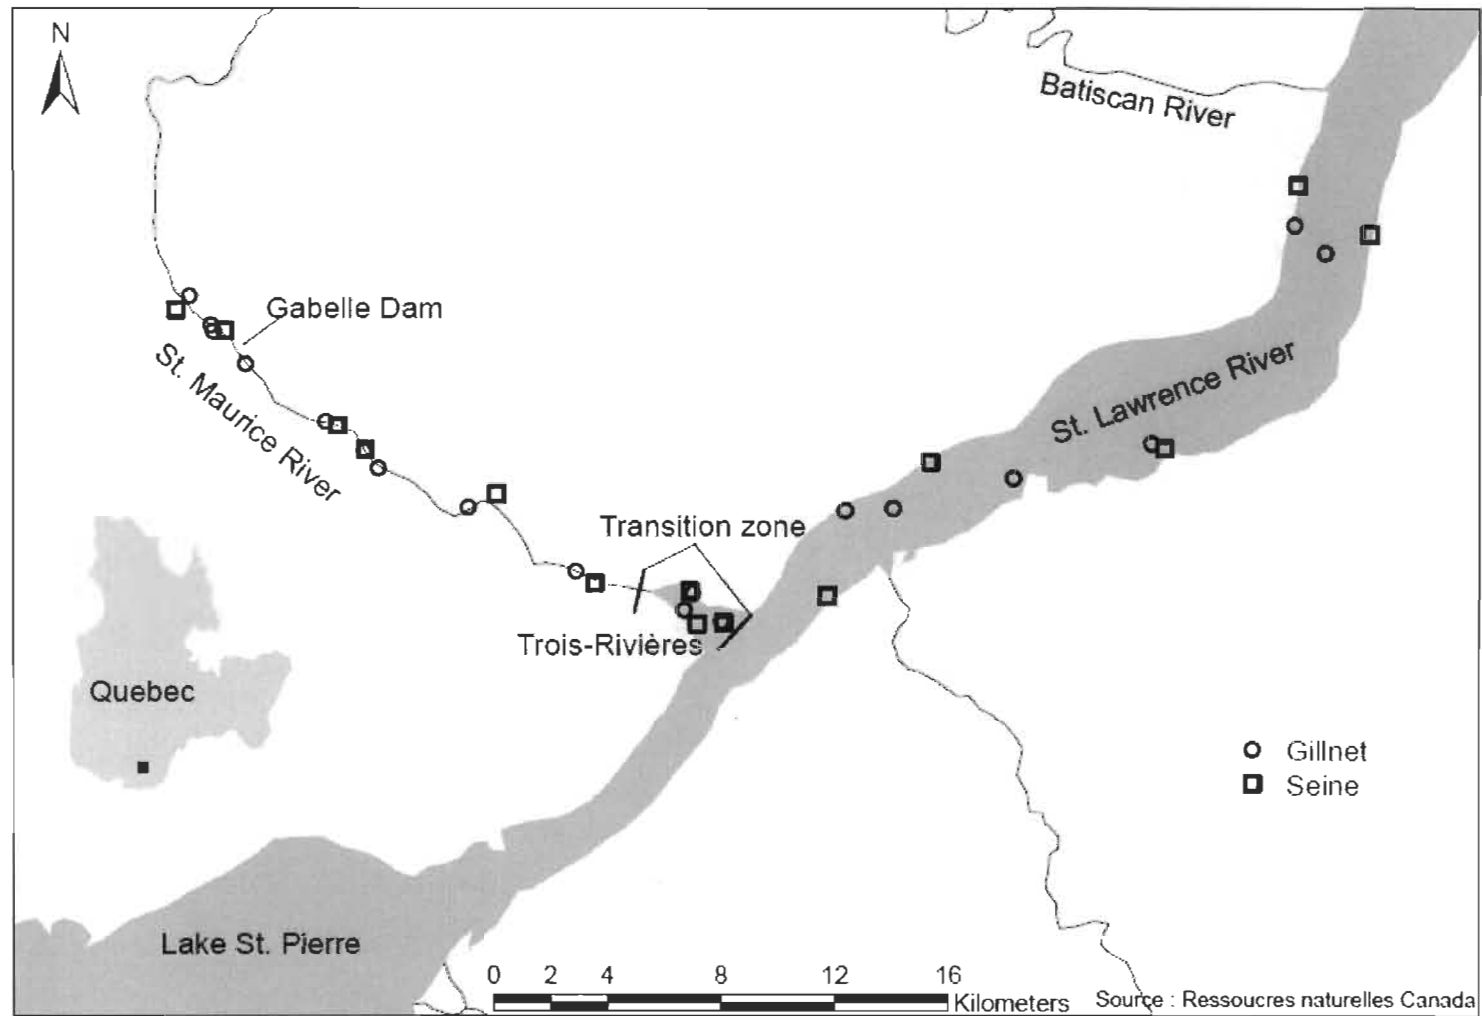 N
Batiscan River
Gabelle Dam
St. Maurice River
St. Lawrence River
Transition zone
Trois-Rivières
Quebec
Gillnet
Seine
Lake St. Pierre
0 2 4 8 12 16
Kilometers
Source : Ressoucres naturelles Canada